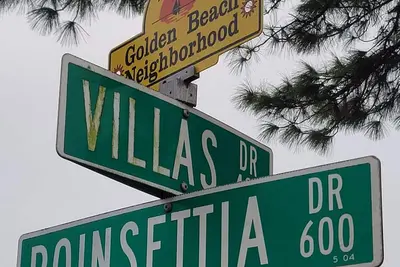 Golden Beach
Neighborhood
VILLAS DR
POINSETTIA DR
600
5 04